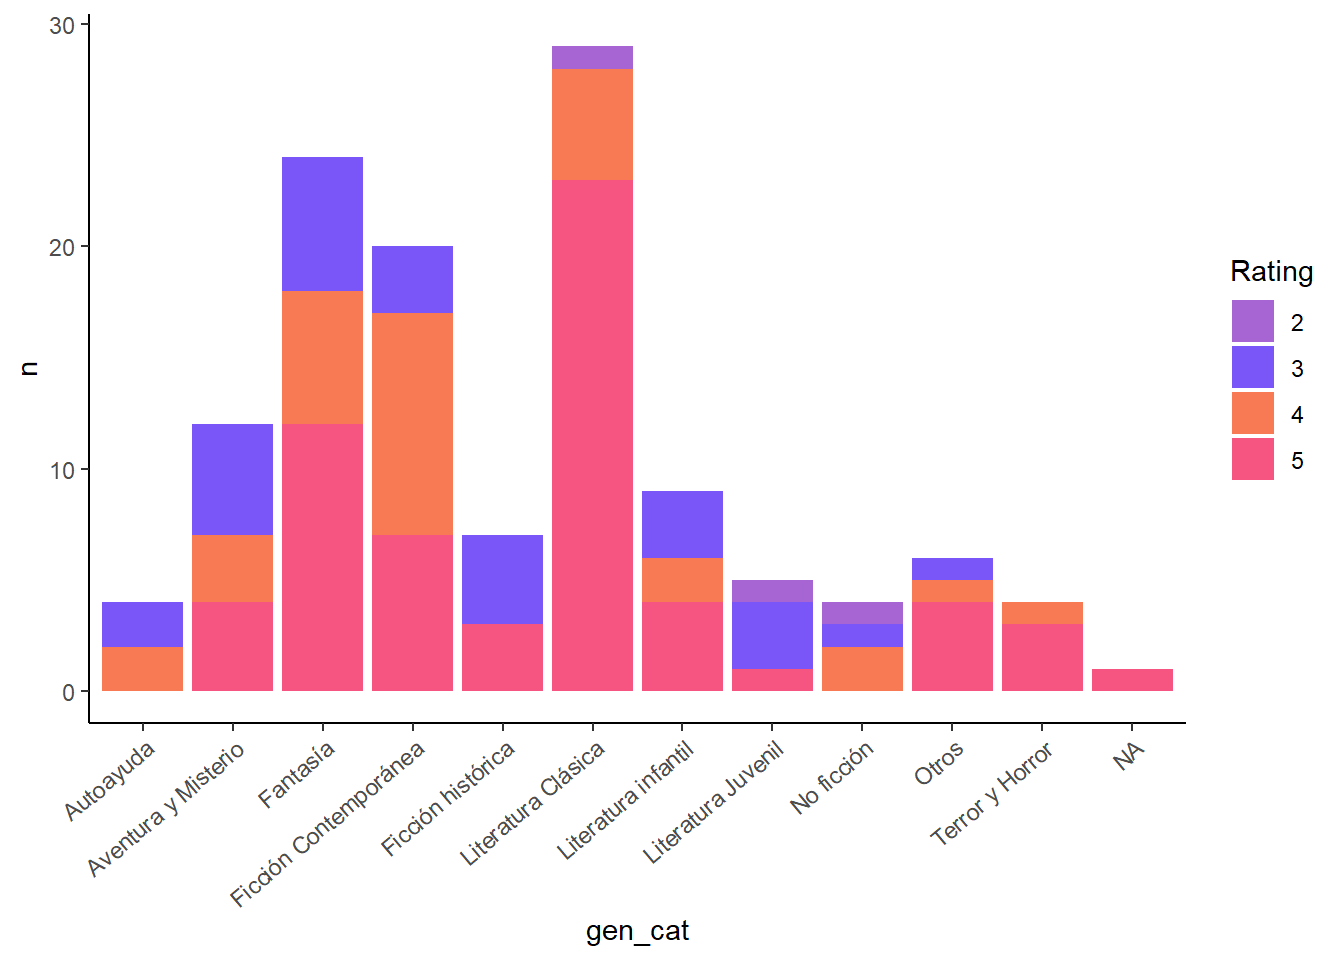 30
20
10
0
n
Autoayuda
Aventura y Misterio
Fantasía
Ficción Contemporánea
Ficción histórica
Literatura Clásica
Literatura infantil
Literatura Juvenil
No ficción
Otros
Terror y Horror
NA
gen_cat
Rating
2
3
4
5